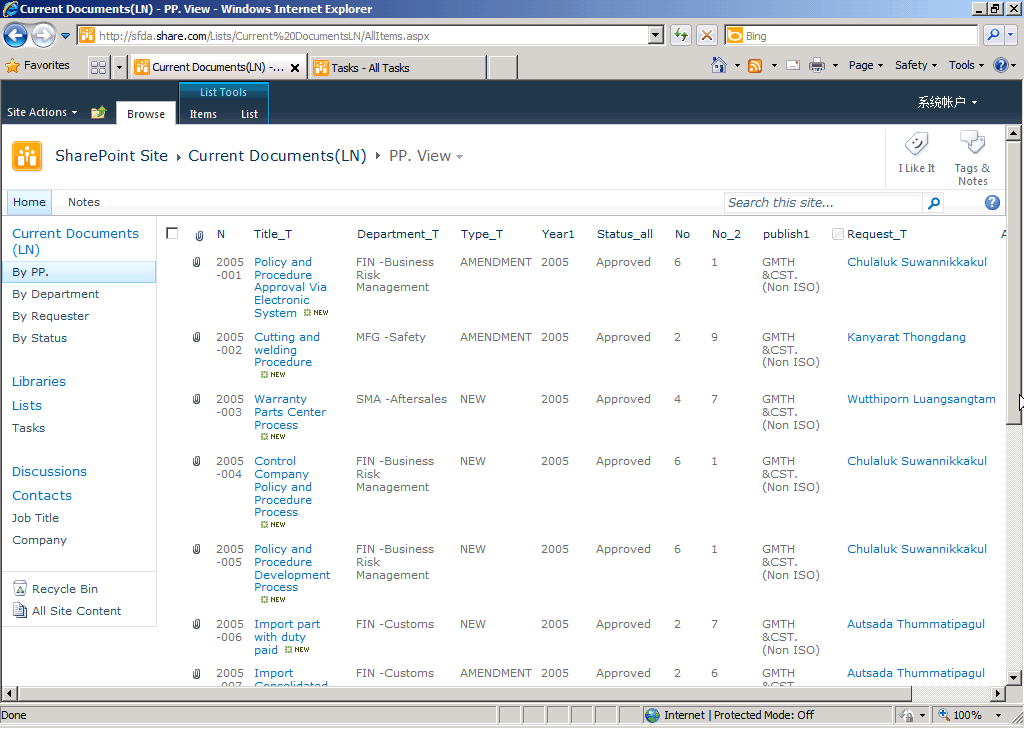 Current Documents(LN) - PP. View - Windows Internet Explorer
http://sfda.share.com/Lists/Current%20DocumentsLN/AllItems.aspx
Bing
Favorites
Current Documents(LN) -...
Tasks - All Tasks
Page
Safety
Tools
List Tools
Site Actions
Browse
Items
List
系统帐户
SharePoint Site
Current Documents(LN)
PP. View
I Like It
Tags &
Notes
Home
Notes
Search this site...
Current Documents
(LN)
By PP.
By Department
By Requester
By Status
Libraries
Lists
Tasks
Discussions
Contacts
Job Title
Company
Recycle Bin
All Site Content
N Title_T Department_T Type_T Year1 Status_all No No_2 publish1 Request_T A
2005 Policy and FIN -Business AMENDMENT 2005 Approved 6 1 GMTH Chulaluk Suwannikkakul
-001 Procedure Risk &CST.
Approval Via Management (Non ISO)
Electronic
System NEW
2005 Cutting and MFG -Safety AMENDMENT 2005 Approved 2 9 GMTH Kanyarat Thongdang
-002 welding &CST.
Procedure (Non ISO)
NEW
2005 Warranty SMA -Aftersales NEW 2005 Approved 4 7 GMTH Wutthiporn Luangsangtam
-003 Parts Center &CST.
Process (Non ISO)
NEW
2005 Control FIN -Business NEW 2005 Approved 6 1 GMTH Chulaluk Suwannikkakul
-004 Company Risk &CST.
Policy and Management (Non ISO)
Procedure
Process
NEW
2005 Policy and FIN -Business NEW 2005 Approved 6 1 GMTH Chulaluk Suwannikkakul
-005 Procedure Risk &CST.
Development Management (Non ISO)
Process
NEW
2005 Import part FIN -Customs NEW 2005 Approved 2 7 GMTH Autsada Thummatipagul
-006 with duty &CST.
paid NEW (Non ISO)
2005 Import FIN -Customs AMENDMENT 2005 Approved 2 6 GMTH Autsada Thummatipagul
-007 Consolidated &CST.
Done
Internet | Protected Mode: Off
100%